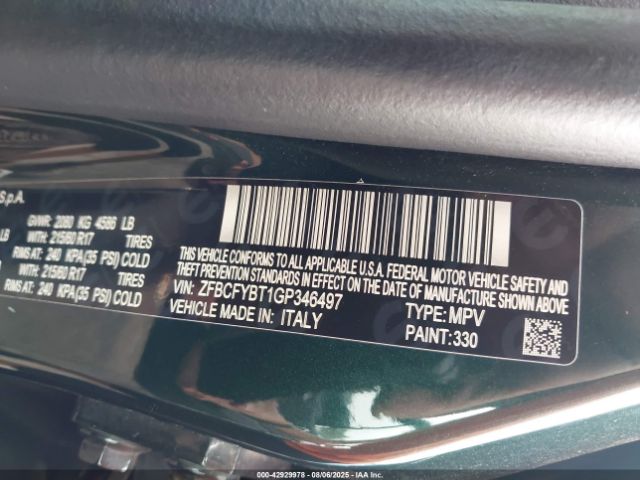 S.p.A.
GVWR: 2080 KG 4586 LB
LB WITH: 215/60 R17 TIRES
RIMS AT: 240 KPA(35 PSI) COLD
WITH: 215/60 R17 TIRES
RIMS AT: 240 KPA(35 PSI) COLD
THIS VEHICLE CONFORMS TO ALL APPLICABLE U.S.A. FEDERAL MOTOR VEHICLE SAFETY,
BUMPER, AND THEFT PREVENTION STANDARDS IN EFFECT
ON THE DATE OF MANUFACTURE SHOWN ABOVE.
VIN: ZFBCFYBT1GP346497 TYPE: MPV
VEHICLE MADE IN: ITALY PAINT: 330
000-42929978 | 08/06/2025 | IAAI.COM